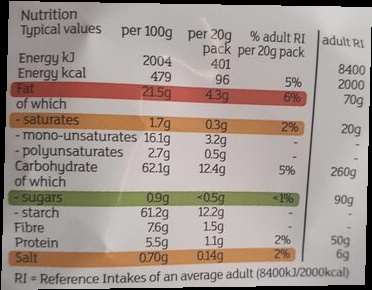 Nutrition
Typical values per 100g per 20g pack % adult RI per 20g pack adult RI
Energy kJ 2004 401 8400
Energy kcal 479 96 5% 2000
Fat 21.5g 4.3g 6% 70g
of which
- saturates 1.7g 0.3g 2% 20g
- mono-unsaturates 16.1g 3.2g - -
- polyunsaturates 2.7g 0.5g - -
Carbohydrate 62.1g 12.4g 5% 260g
of which
- sugars 0.9g <0.5g <1% 90g
- starch 61.2g 12.2g - -
Fibre 7.6g 1.5g - -
Protein 5.5g 1.1g 2% 50g
Salt 0.70g 0.14g 2% 6g
RI = Reference Intakes of an average adult (8400kJ/2000kcal)